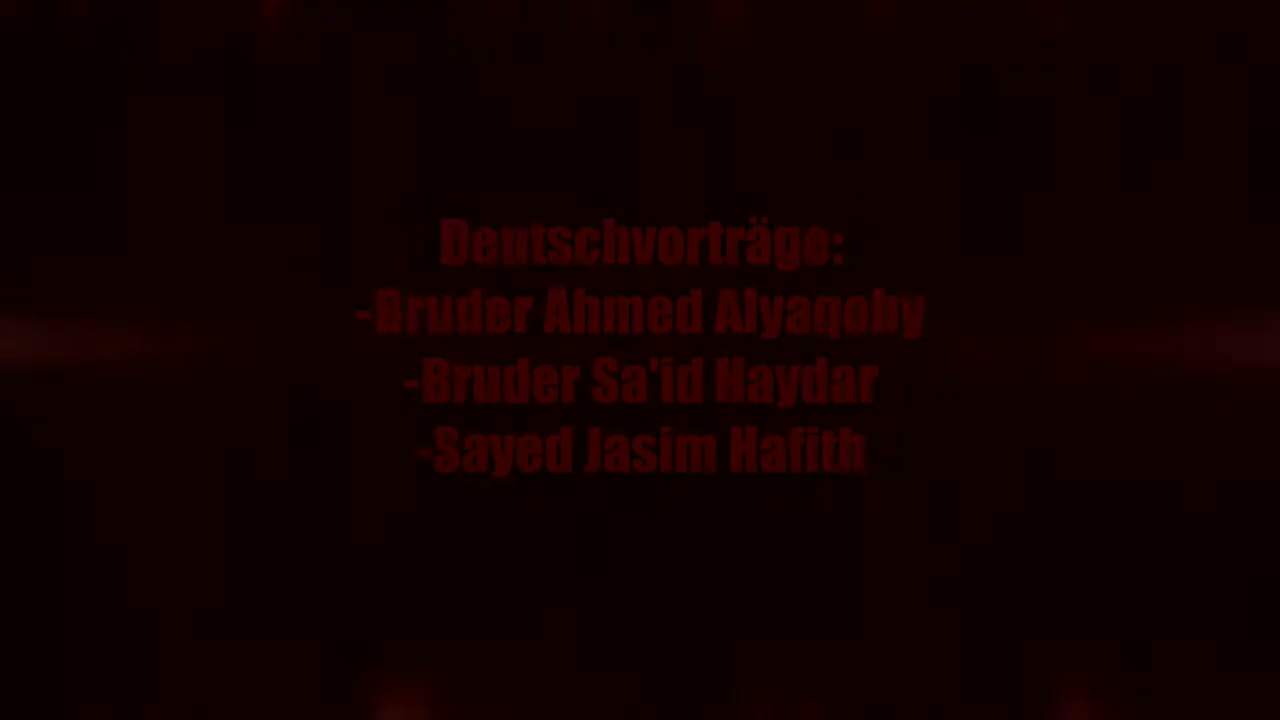 Deutschvorträge:
-Bruder Ahmed Alyaqoby
-Bruder Sa'id Haydar
-Sayed Jasim Hafith